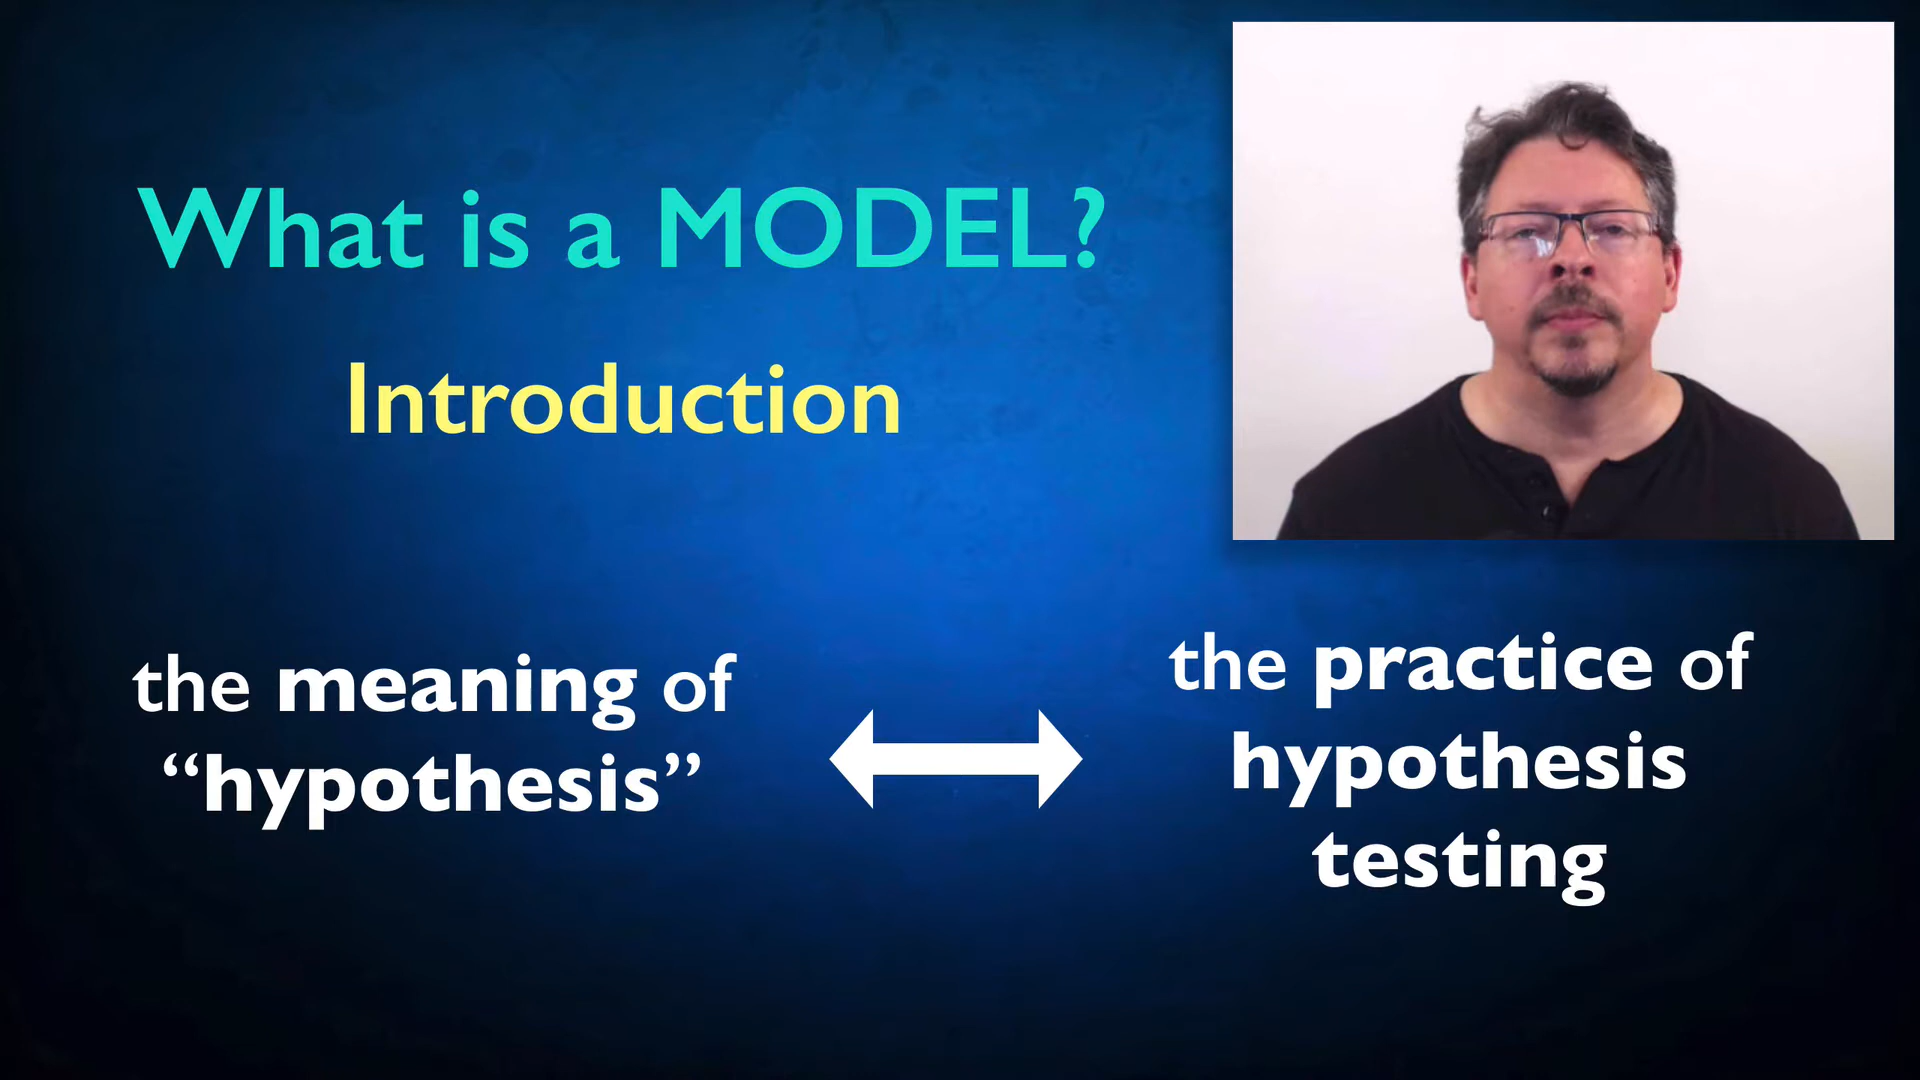 What is a MODEL?
Introduction
the meaning of
“hypothesis”
the practice of
hypothesis
testing